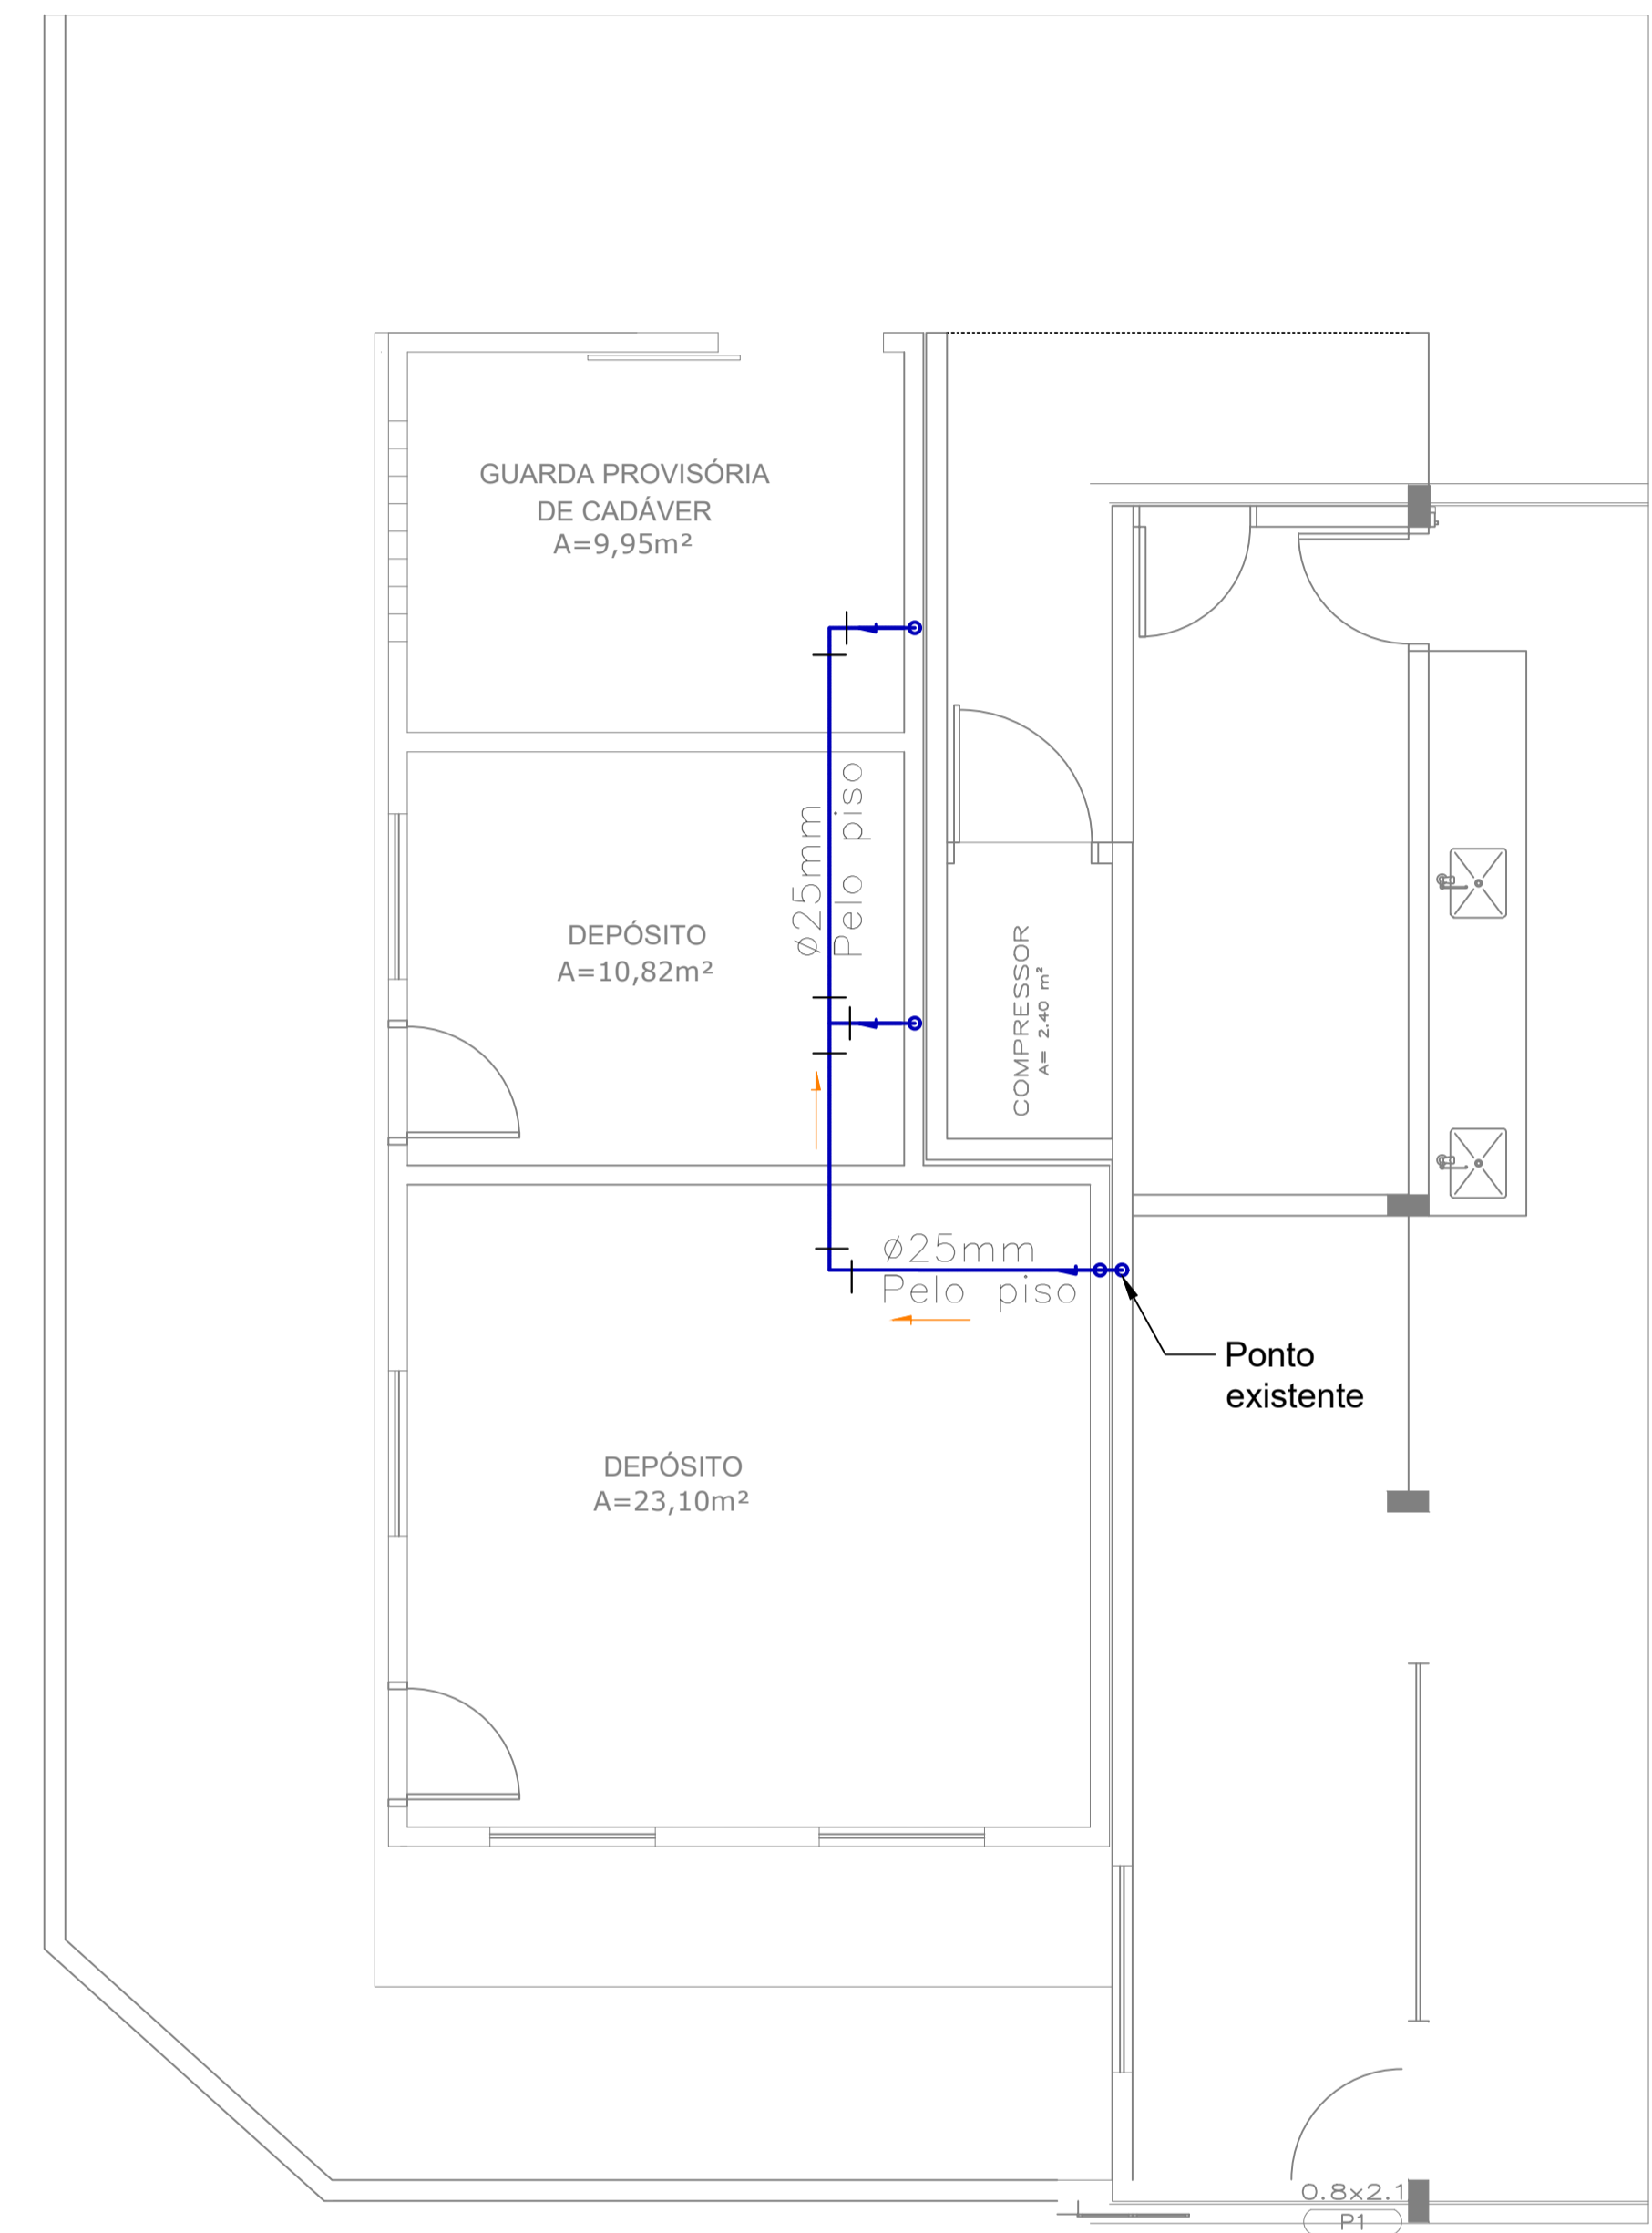 GUARDA PROVISÓRIA
DE CADÁVER
A=9,95m²
ø25mm
Pelo piso
DEPÓSITO
A=10,82m²
COMPRESSOR
A= 2.40 m²
ø25mm
Pelo piso
Ponto
existente
DEPÓSITO
A=23,10m²
0.8x2.1
P1